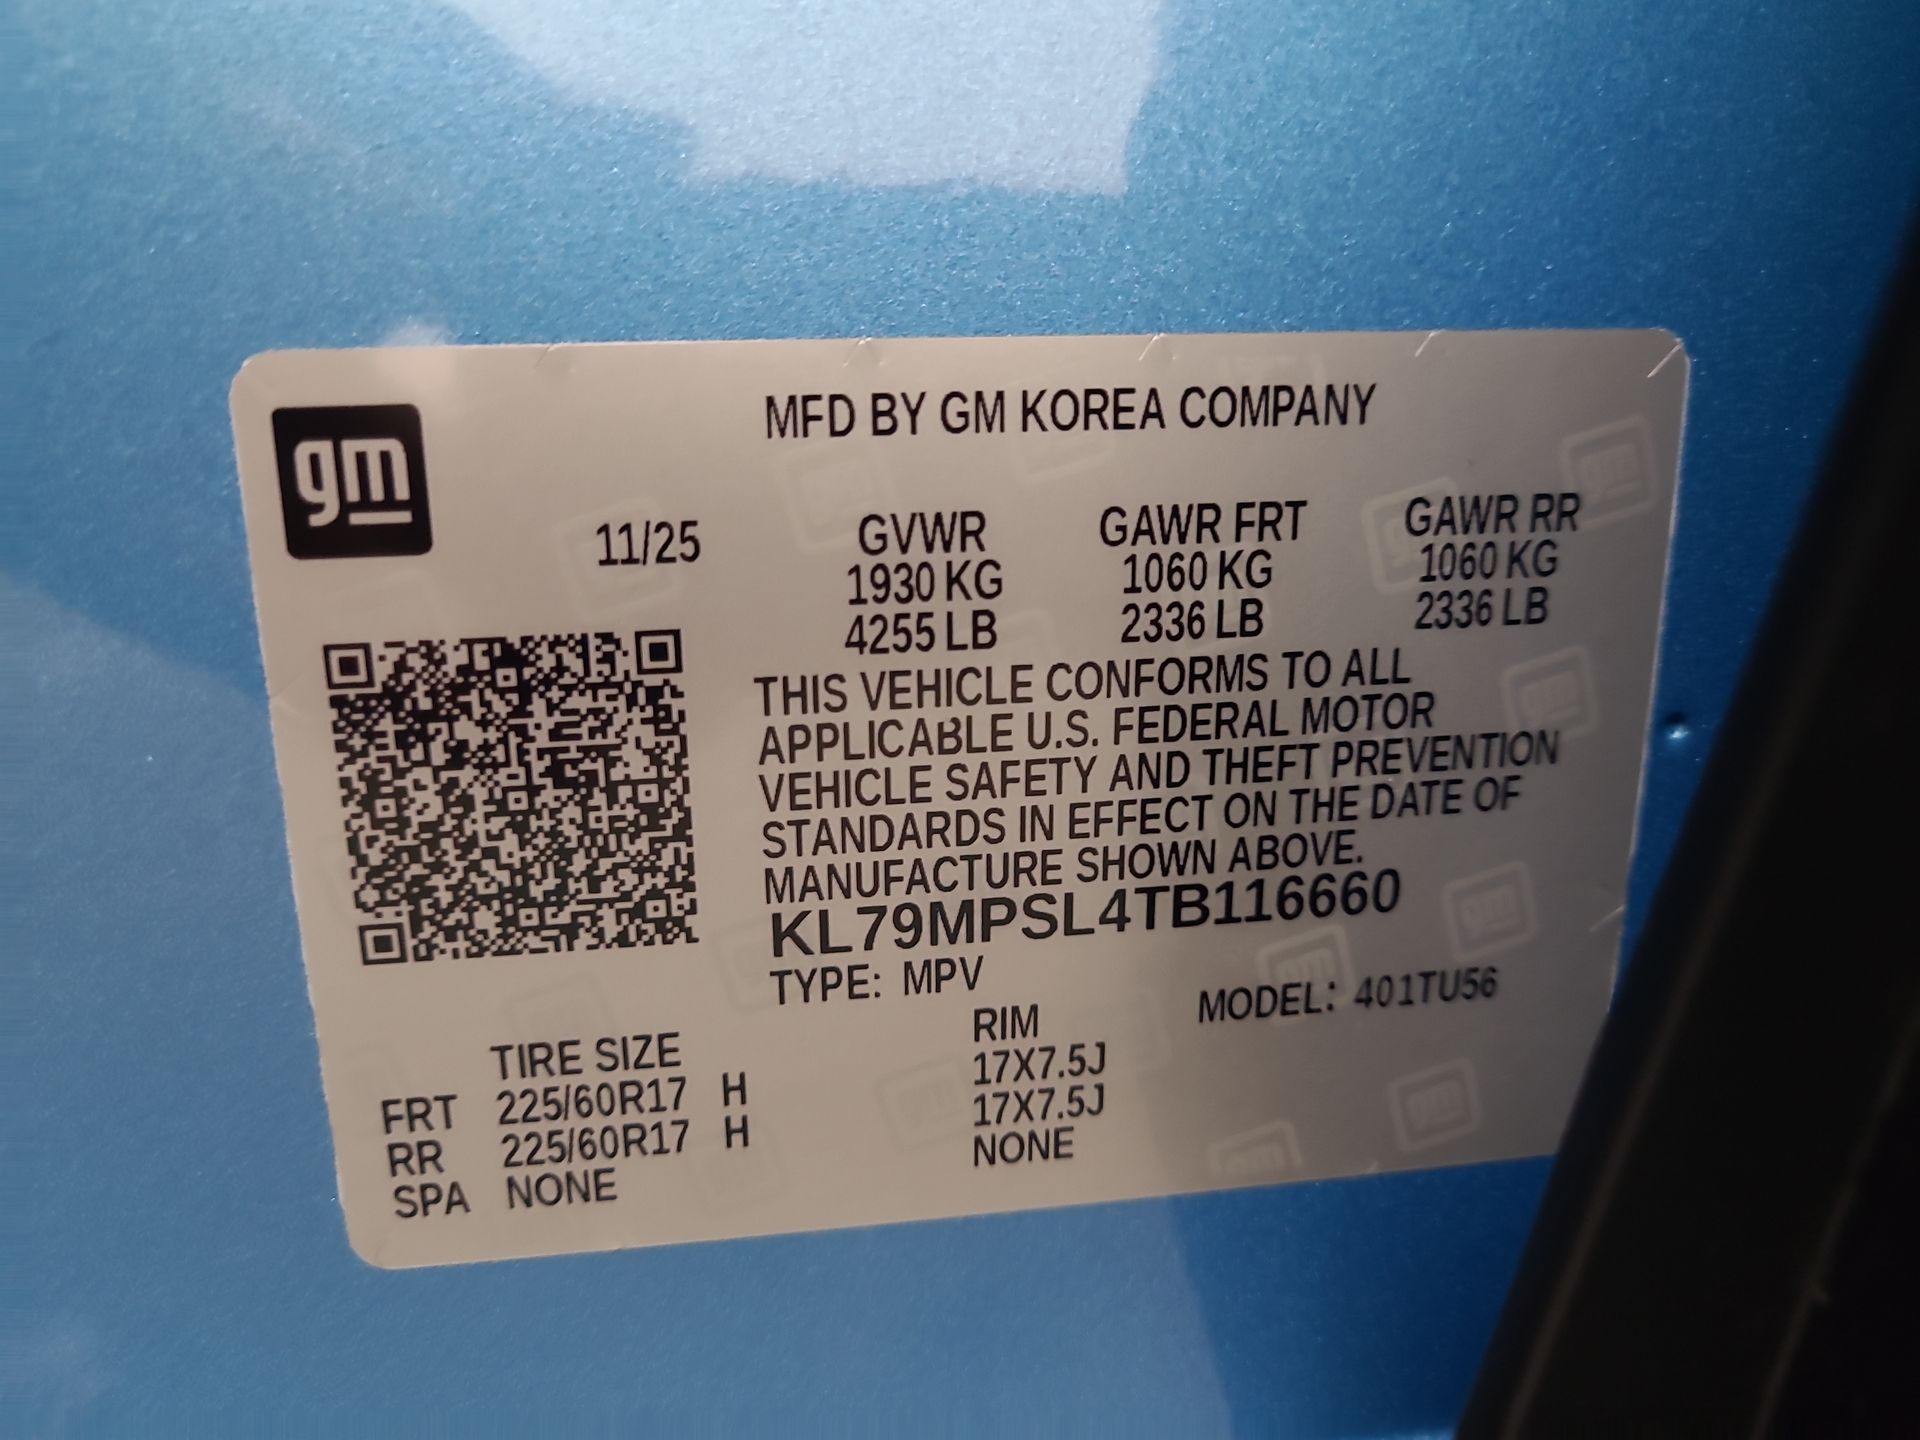 gm
MFD BY GM KOREA COMPANY
11/25 GVWR GAWR FRT GAWR RR
1930 KG 1060 KG 1060 KG
4255 LB 2336 LB 2336 LB
THIS VEHICLE CONFORMS TO ALL
APPLICABLE U.S. FEDERAL MOTOR
VEHICLE SAFETY AND THEFT PREVENTION
STANDARDS IN EFFECT ON THE DATE OF
MANUFACTURE SHOWN ABOVE.
KL79MPSL4TB116660
TYPE: MPV MODEL: 401TU56
TIRE SIZE RIM
FRT 225/60R17 H 17X7.5J
RR 225/60R17 H 17X7.5J
SPA NONE NONE